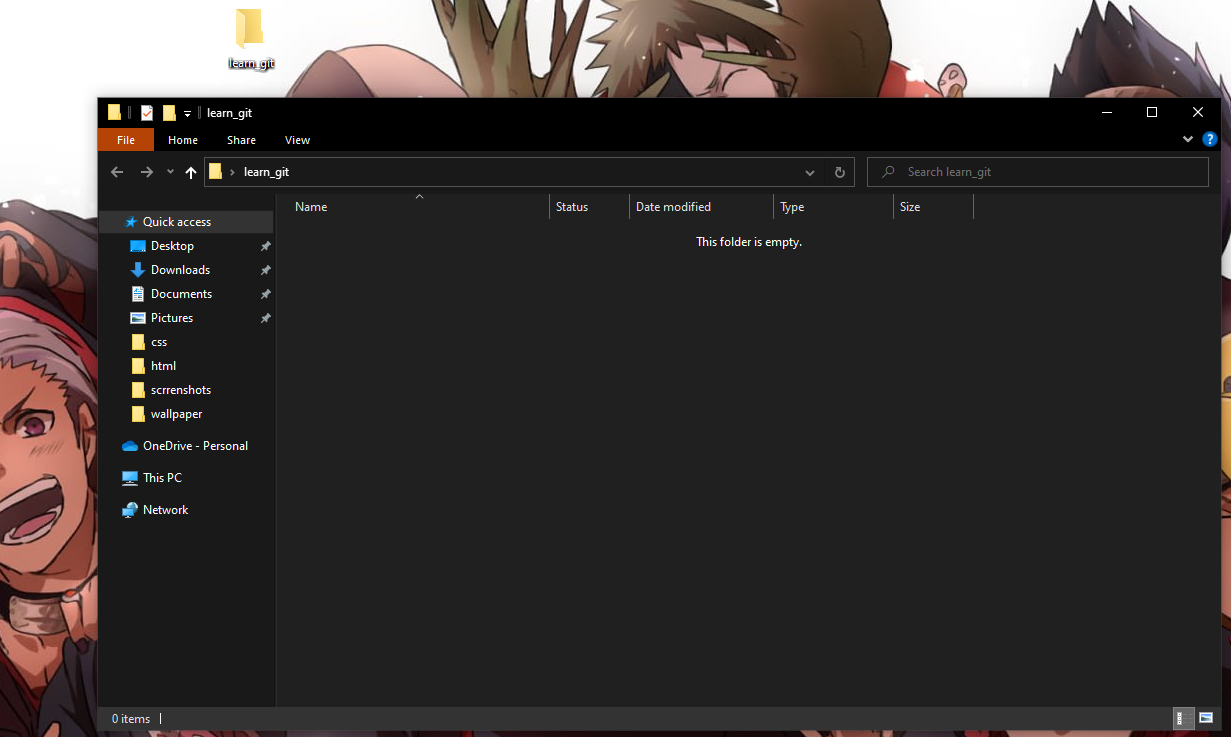 learn_git
learn_git
File Home Share View
?
learn_git
Search learn_git
Name Status Date modified Type Size
This folder is empty.
Quick access
Desktop
Downloads
Documents
Pictures
css
html
scrrenshots
wallpaper
OneDrive - Personal
This PC
Network
0 items